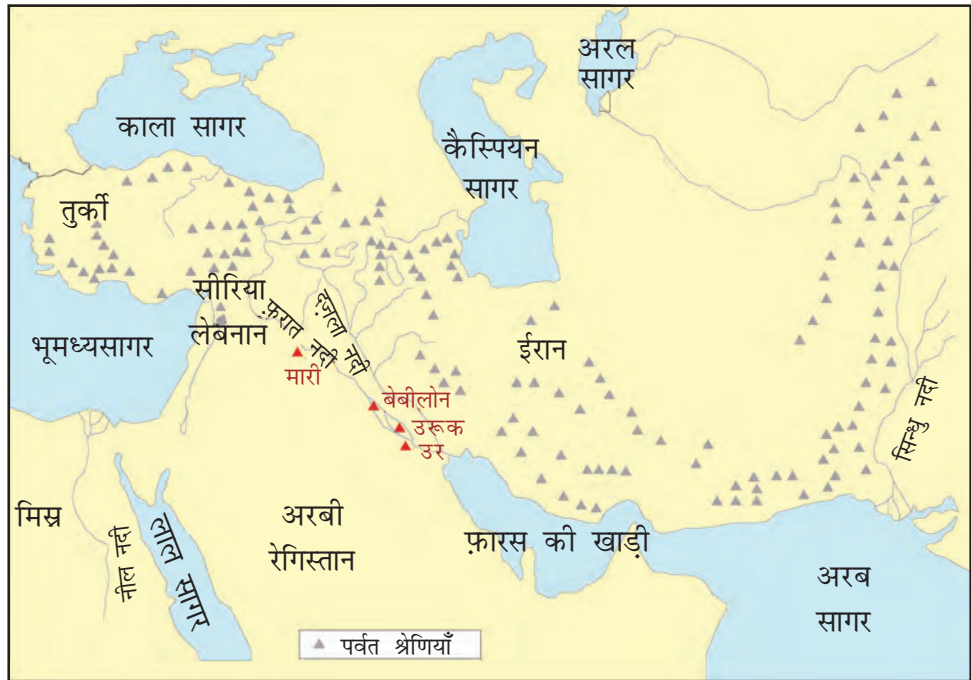 अरल
सागर
काला सागर
कैस्पियन
सागर
तुर्की
सीरिया
लेबनान
भूमध्यसागर
फ़रात नदी
दज़ला नदी
ईरान
मारी
बेबीलोन
उरूक
उर
सिन्धु नदी
मिस्र
नील नदी
लाल सागर
अरबी
रेगिस्तान
फ़ारस की खाड़ी
अरब
सागर
पर्वत श्रेणियाँ